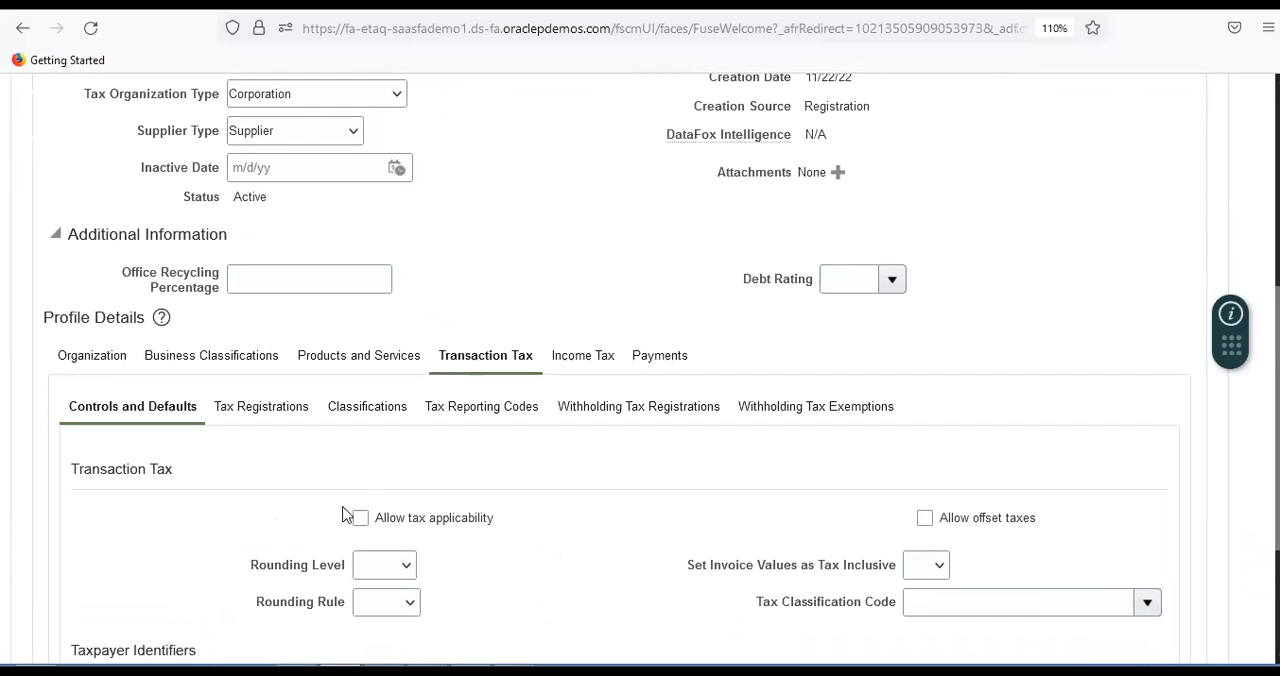 https://fa-etaq-saasfademo1.ds-fa.oraclepdemos.com/fscmUI/faces/FuseWelcome?_afrRedirect=10213505909053973&_adf. 110%
Getting Started
Creation Date 11/22/22
Tax Organization Type Corporation
Creation Source Registration
Supplier Type Supplier
DataFox Intelligence N/A
Inactive Date m/d/yy
Attachments None
Status Active
Additional Information
Office Recycling Percentage
Debt Rating
Profile Details
Organization Business Classifications Products and Services Transaction Tax Income Tax Payments
Controls and Defaults Tax Registrations Classifications Tax Reporting Codes Withholding Tax Registrations Withholding Tax Exemptions
Transaction Tax
Allow tax applicability Allow offset taxes
Rounding Level Set Invoice Values as Tax Inclusive
Rounding Rule Tax Classification Code
Taxpayer Identifiers